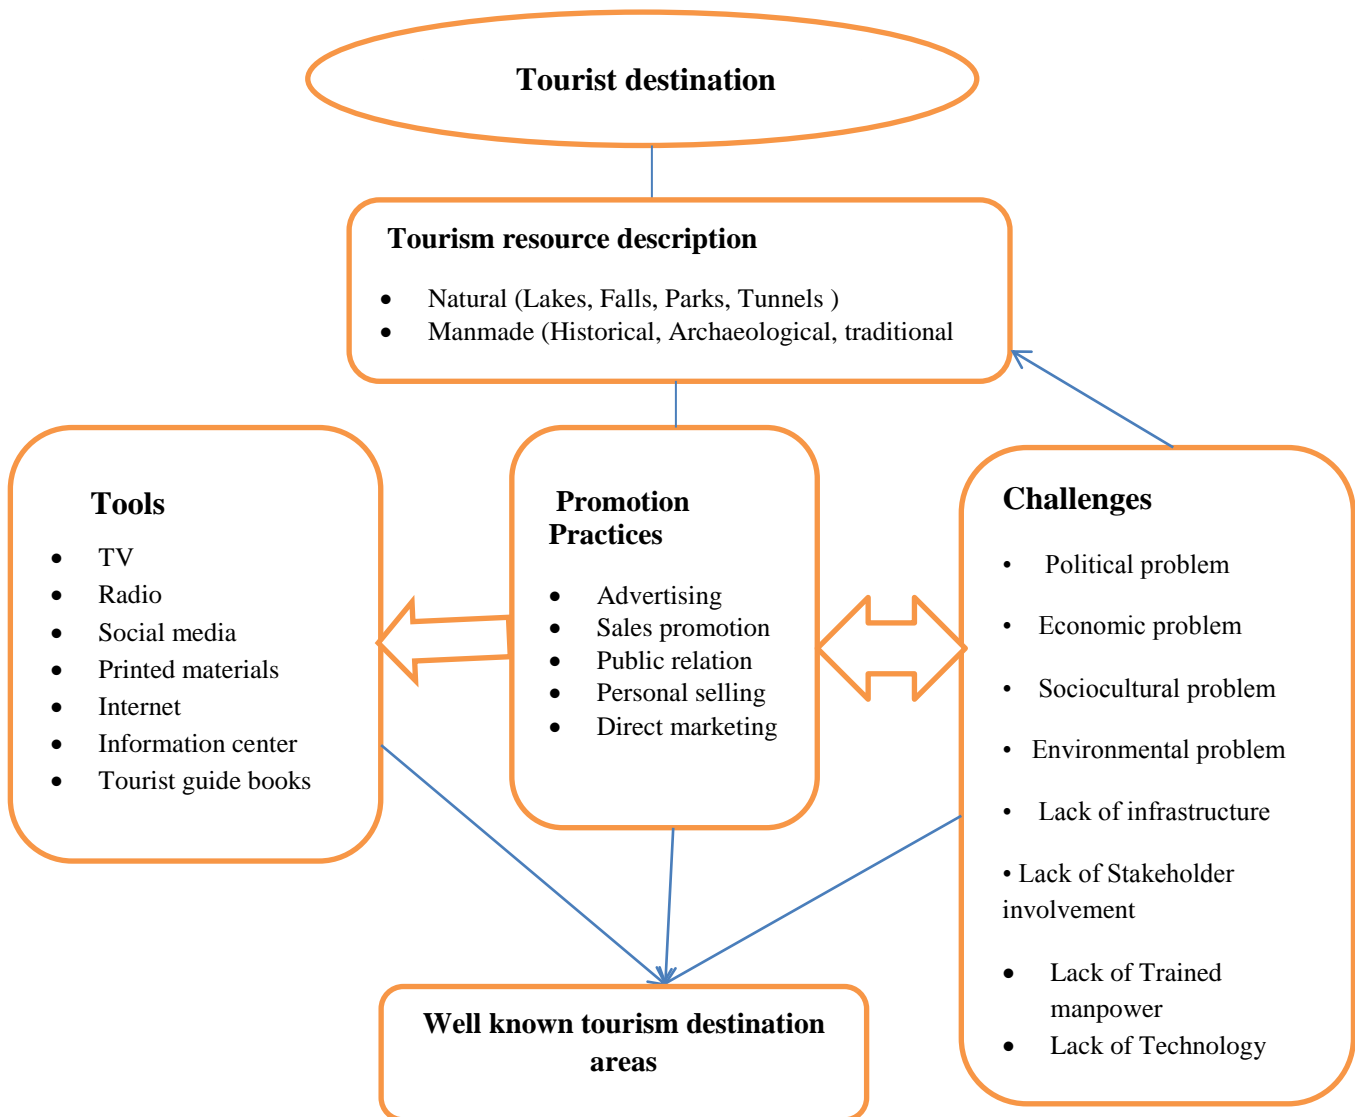 Tourist destination
Tourism resource description
• Natural (Lakes, Falls, Parks, Tunnels )
• Manmade (Historical, Archaeological, traditional
Tools
• TV
• Radio
• Social media
• Printed materials
• Internet
• Information center
• Tourist guide books
Promotion
Practices
• Advertising
• Sales promotion
• Public relation
• Personal selling
• Direct marketing
Challenges
• Political problem
• Economic problem
• Sociocultural problem
• Environmental problem
• Lack of infrastructure
• Lack of Stakeholder
involvement
• Lack of Trained
manpower
• Lack of Technology
Well known tourism destination
areas